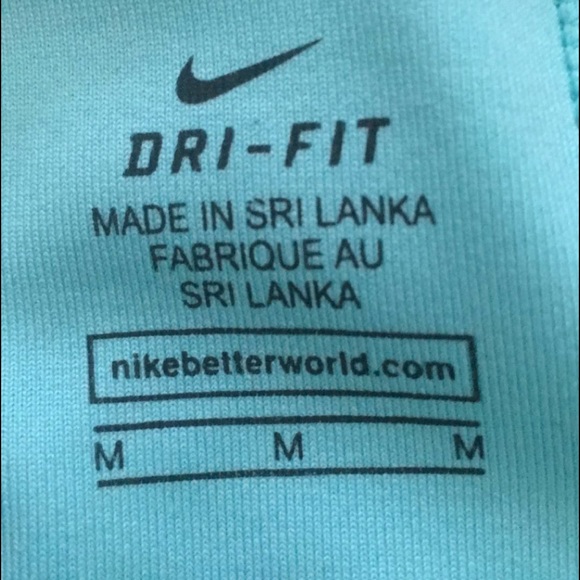 DRI-FIT
MADE IN SRI LANKA
FABRIQUE AU
SRI LANKA
nikebetterworld.com
M M M